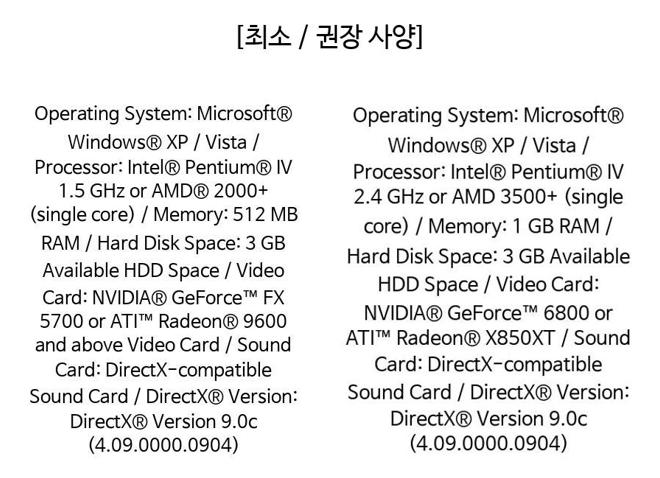 [최소 / 권장 사양]
Operating System: Microsoft®
Windows® XP / Vista /
Processor: Intel® Pentium® IV
1.5 GHz or AMD® 2000+
(single core) / Memory: 512 MB
RAM / Hard Disk Space: 3 GB
Available HDD Space / Video
Card: NVIDIA® GeForce™ FX
5700 or ATI™ Radeon® 9600
and above Video Card / Sound
Card: DirectX-compatible
Sound Card / DirectX® Version:
DirectX® Version 9.0c
(4.09.0000.0904)
Operating System: Microsoft®
Windows® XP / Vista /
Processor: Intel® Pentium® IV
2.4 GHz or AMD 3500+ (single
core) / Memory: 1 GB RAM /
Hard Disk Space: 3 GB Available
HDD Space / Video Card:
NVIDIA® GeForce™ 6800 or
ATI™ Radeon® X850XT / Sound
Card: DirectX-compatible
Sound Card / DirectX® Version:
DirectX® Version 9.0c
(4.09.0000.0904)